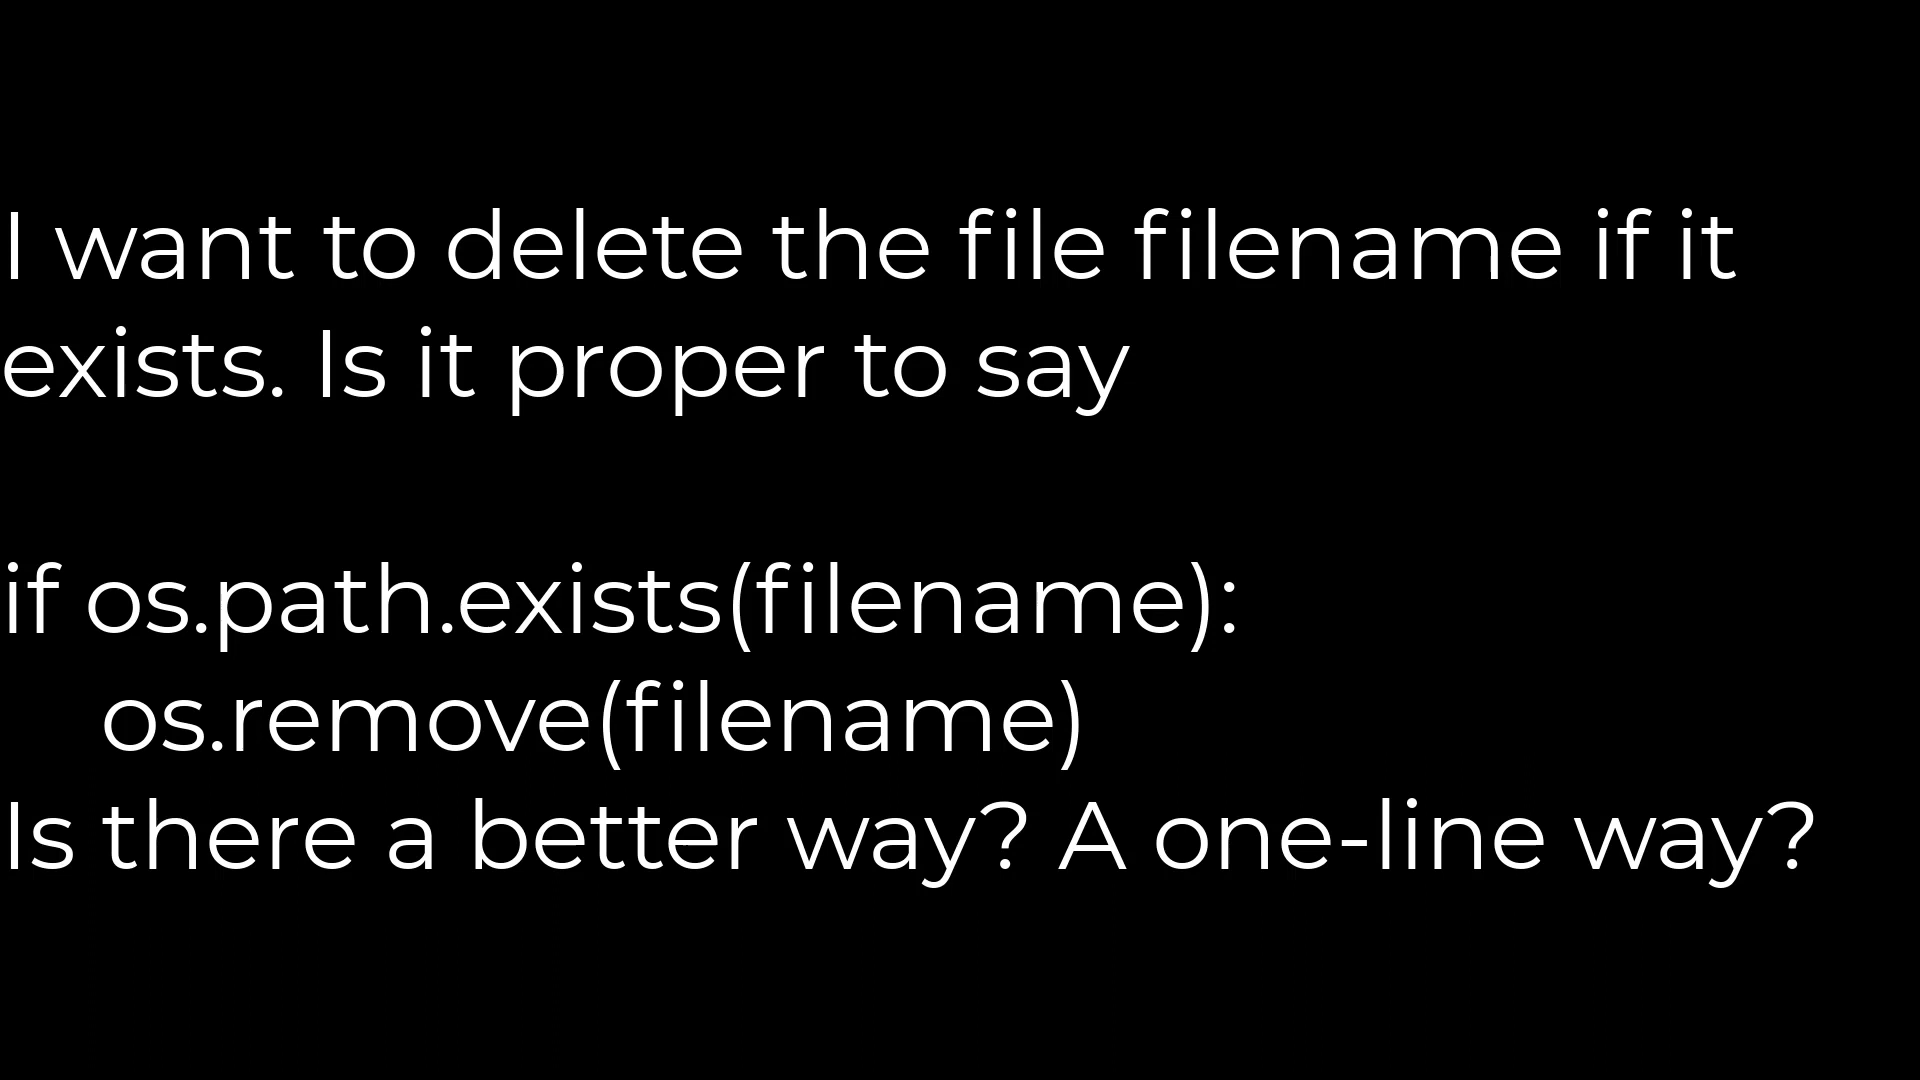 I want to delete the file filename if it
exists. Is it proper to say

if os.path.exists(filename):
    os.remove(filename)
Is there a better way? A one-line way?